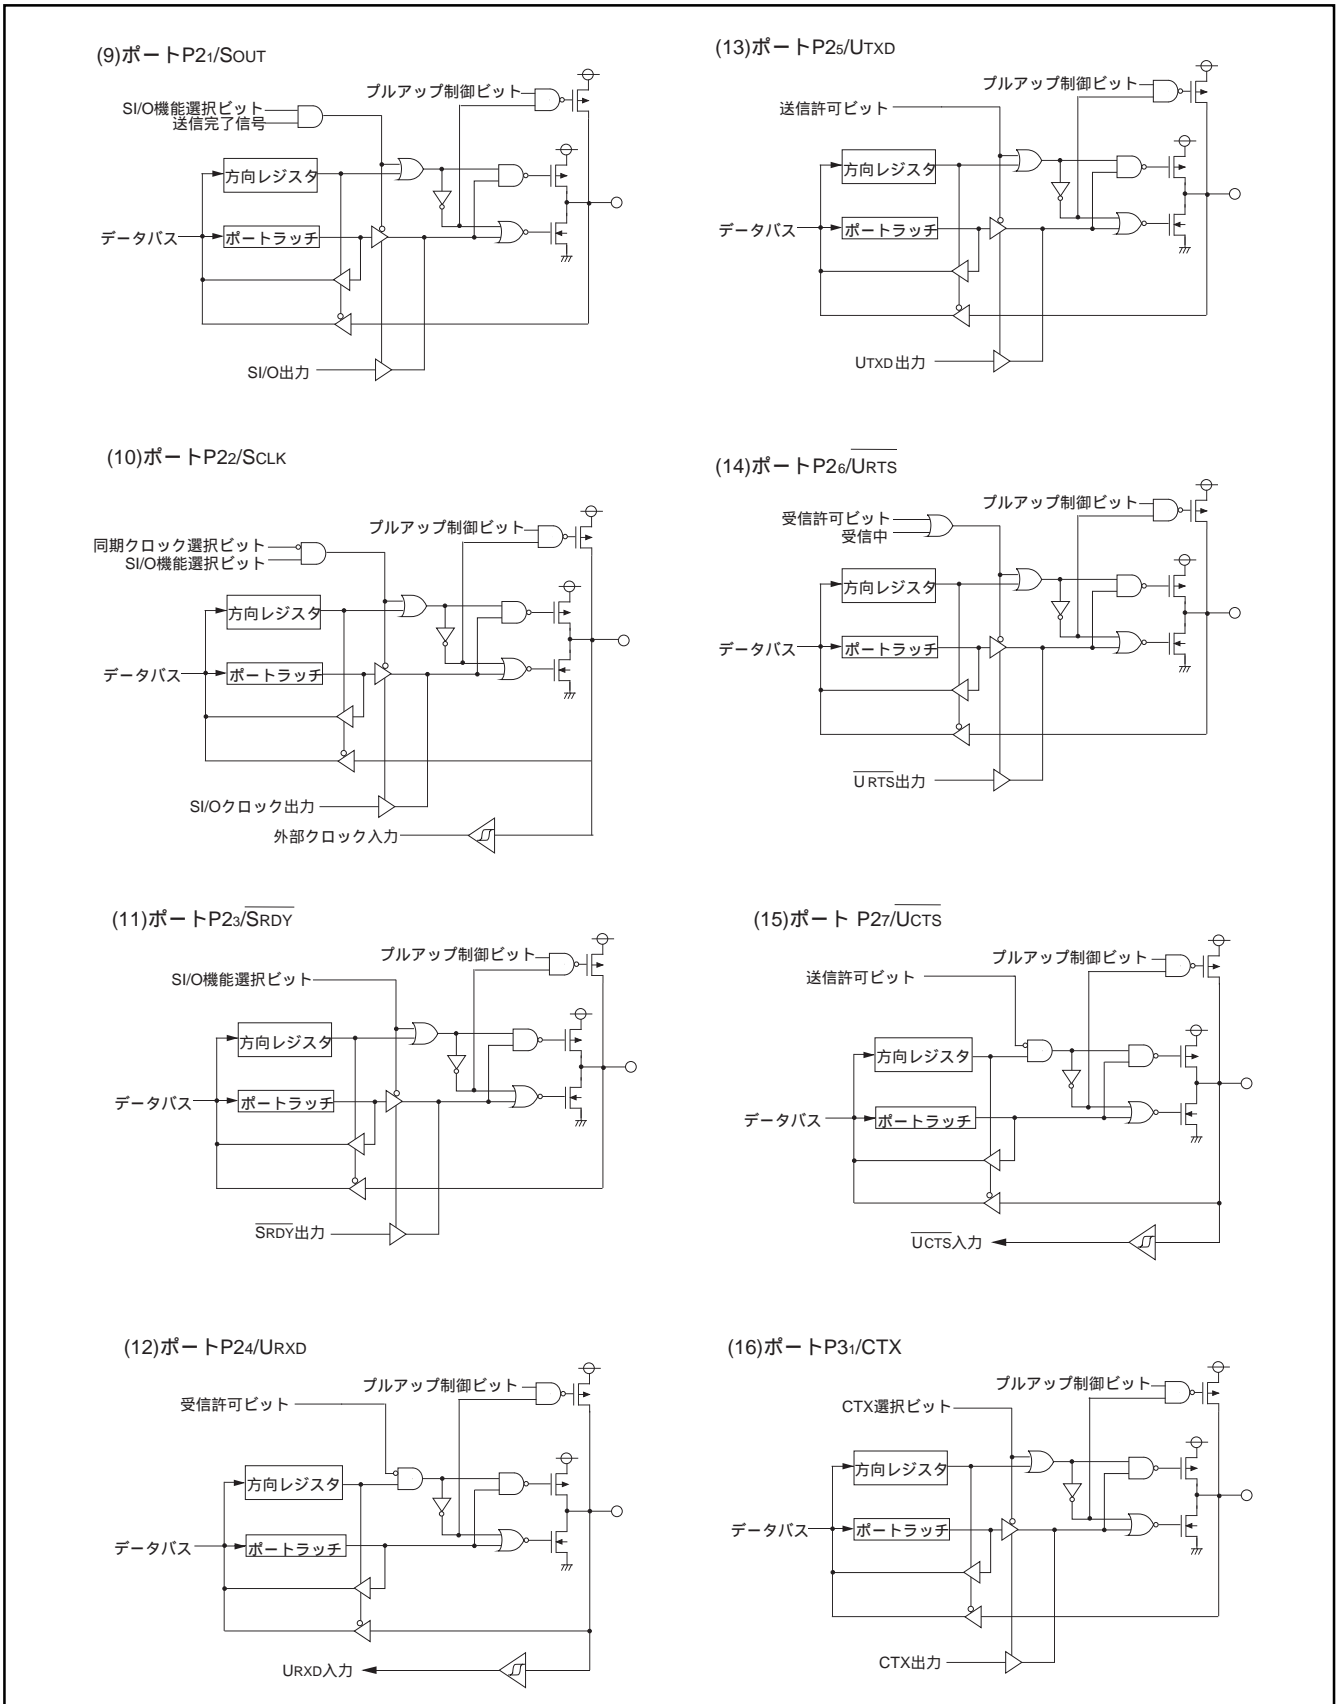 (9)ポートP21/SOUT
プルアップ制御ビット
SI/O機能選択ビット
送信完了信号
方向レジスタ
データバス
ポートラッチ
SI/O出力
(10)ポートP22/SCLK
プルアップ制御ビット
同期クロック選択ビット
SI/O機能選択ビット
方向レジスタ
データバス
ポートラッチ
SI/Oクロック出力
外部クロック入力
(11)ポートP23/SRDY
プルアップ制御ビット
SI/O機能選択ビット
方向レジスタ
データバス
ポートラッチ
SRDY出力
(12)ポートP24/URXD
プルアップ制御ビット
受信許可ビット
方向レジスタ
データバス
ポートラッチ
URXD入力
(13)ポートP25/UTXD
プルアップ制御ビット
送信許可ビット
方向レジスタ
データバス
ポートラッチ
UTXD出力
(14)ポートP26/URTS
プルアップ制御ビット
受信許可ビット
受信中
方向レジスタ
データバス
ポートラッチ
URTS出力
(15)ポート P27/UCTS
プルアップ制御ビット
送信許可ビット
方向レジスタ
データバス
ポートラッチ
UCTS入力
(16)ポートP31/CTX
プルアップ制御ビット
CTX選択ビット
方向レジスタ
データバス
ポートラッチ
CTX出力